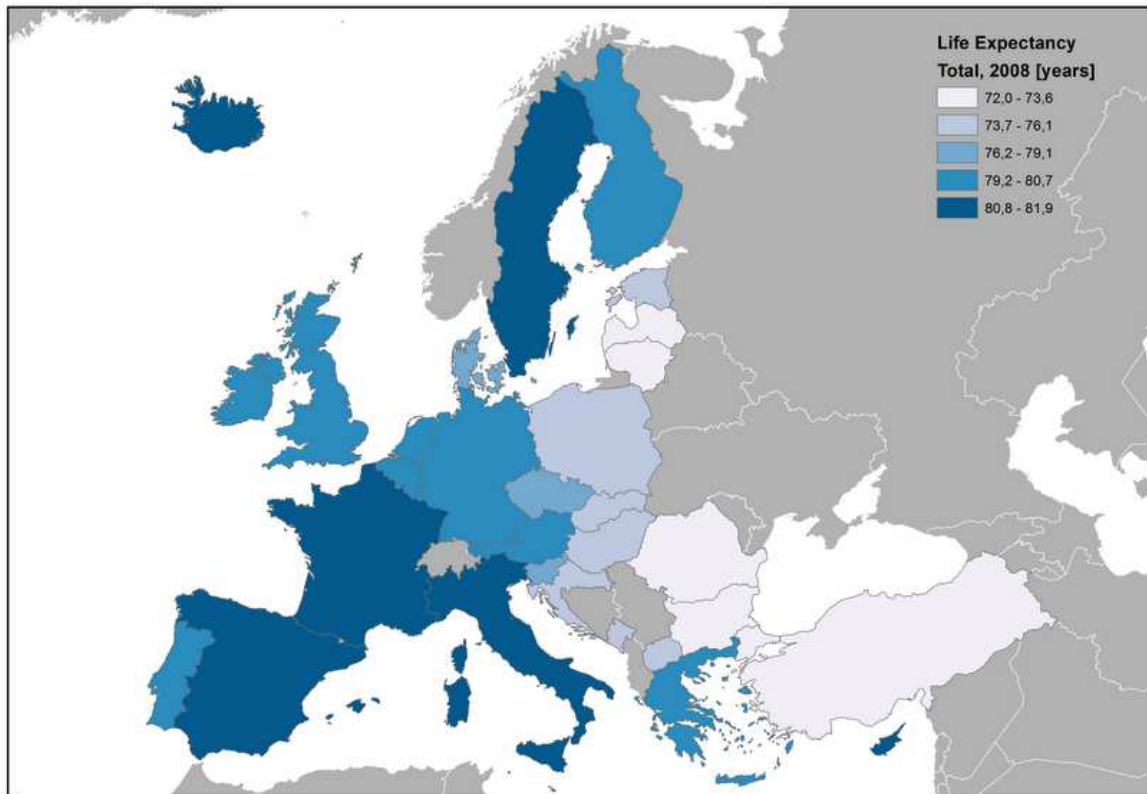 Life Expectancy
Total, 2008 [years]
72,0 - 73,6
73,7 - 76,1
76,2 - 79,1
79,2 - 80,7
80,8 - 81,9